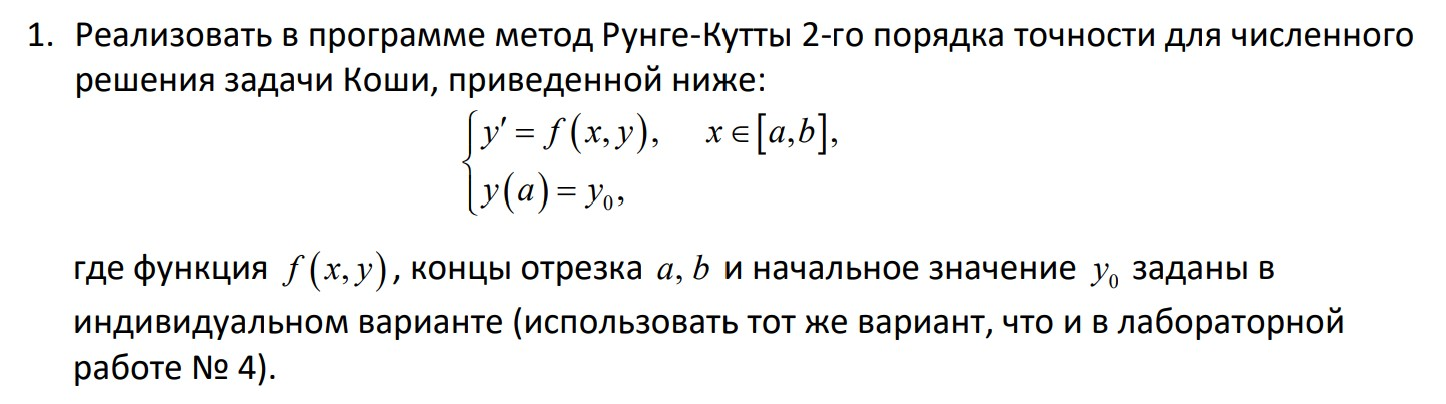 1. Реализовать в программе метод Рунге-Кутты 2-го порядка точности для численного
решения задачи Коши, приведенной ниже:
{ y′ = f(x, y), x ∈ [a,b],
y(a) = y₀,
где функция f(x, y), концы отрезка a, b и начальное значение y₀ заданы в
индивидуальном варианте (использовать тот же вариант, что и в лабораторной
работе № 4).